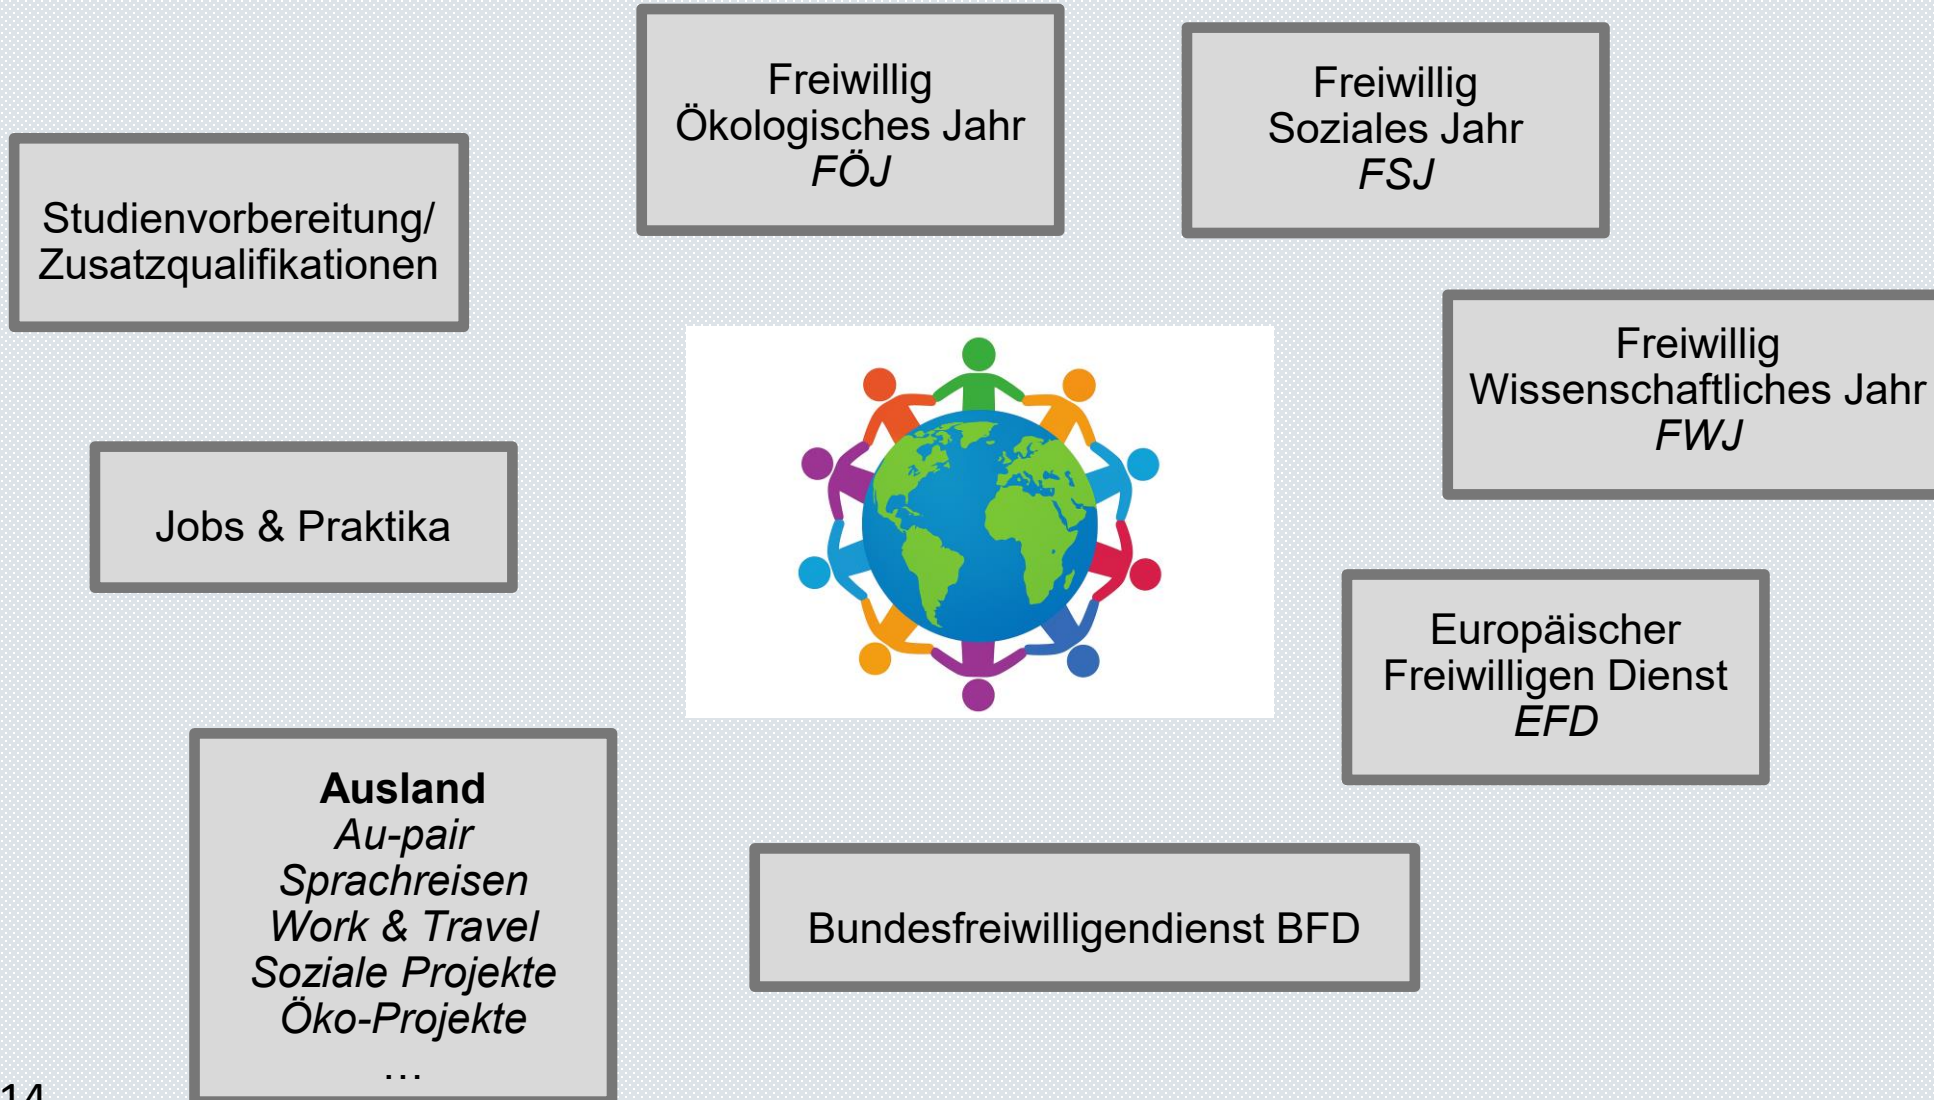 Freiwillig
Ökologisches Jahr
FÖJ
Freiwillig
Soziales Jahr
FSJ
Studienvorbereitung/
Zusatzqualifikationen
Freiwillig
Wissenschaftliches Jahr
FWJ
Jobs & Praktika
Europäischer
Freiwilligen Dienst
EFD
Ausland
Au-pair
Sprachreisen
Work & Travel
Soziale Projekte
Öko-Projekte
…
Bundesfreiwilligendienst BFD
14